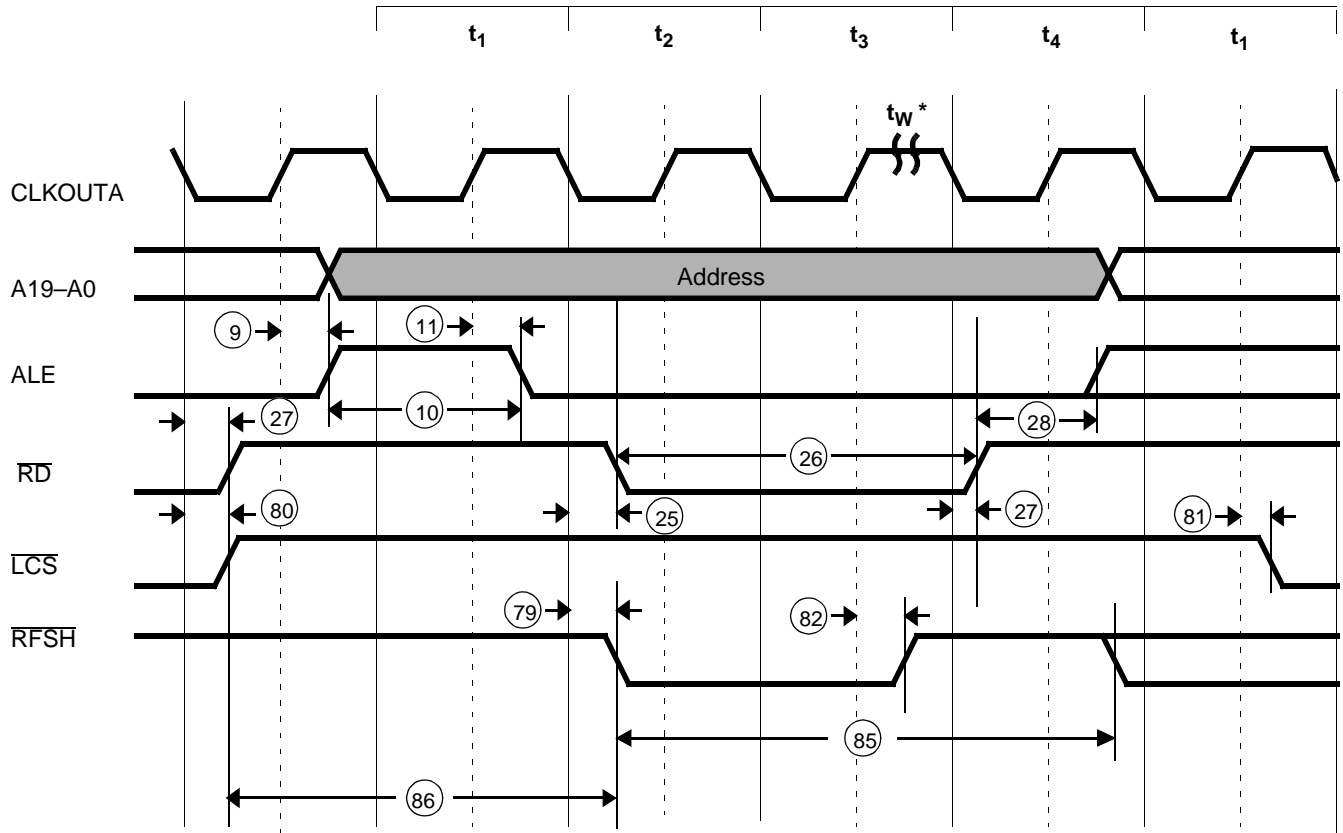 t1 t2 t3 t4 t1
tW *
CLKOUTA
A19–A0 Address
9 11
ALE
27 10 28
RD 26
80 25 27 81
LCS
79 82
RFSH
85
86